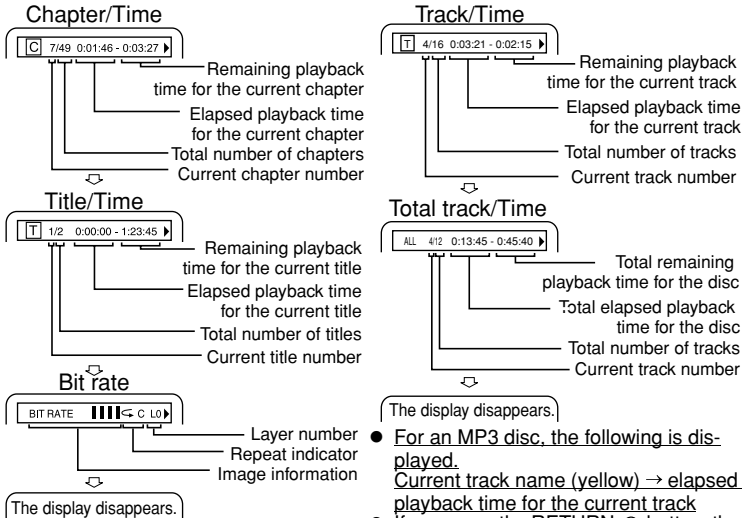 Chapter/Time
C 7/49 0:01:46 - 0:03:27
Remaining playback
time for the current chapter
Elapsed playback time
for the current chapter
Total number of chapters
Current chapter number
Title/Time
T 1/2 0:00:00 - 1:23:45
Remaining playback
time for the current title
Elapsed playback time
for the current title
Total number of titles
Current title number
Bit rate
BIT RATE C L0
Layer number
Repeat indicator
Image information
The display disappears.
Track/Time
T 4/16 0:03:21 - 0:02:15
Remaining playback
time for the current track
Elapsed playback time
for the current track
Total number of tracks
Current track number
Total track/Time
ALL 4/12 0:13:45 - 0:45:40
Total remaining
playback time for the disc
Total elapsed playback
time for the disc
Total number of tracks
Current track number
The display disappears.
● For an MP3 disc, the following is dis-
played.
Current track name (yellow) → elapsed
playback time for the current track